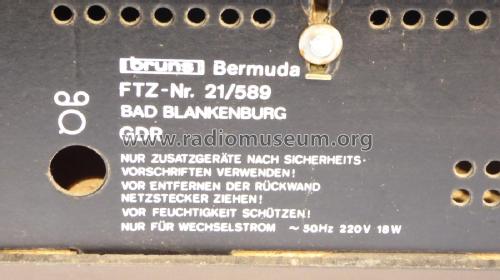 bruns Bermuda
FTZ-Nr. 21/589
BAD BLANKENBURG
GDR
www.radiomuseum.org
NUR ZUSATZGERÄTE NACH SICHERHEITS-
VORSCHRIFTEN VERWENDEN!
VOR ENTFERNEN DER RÜCKWAND
NETZSTECKER ZIEHEN!
VOR FEUCHTIGKEIT SCHÜTZEN!
NUR FÜR WECHSELSTROM ~50Hz 220V 18W